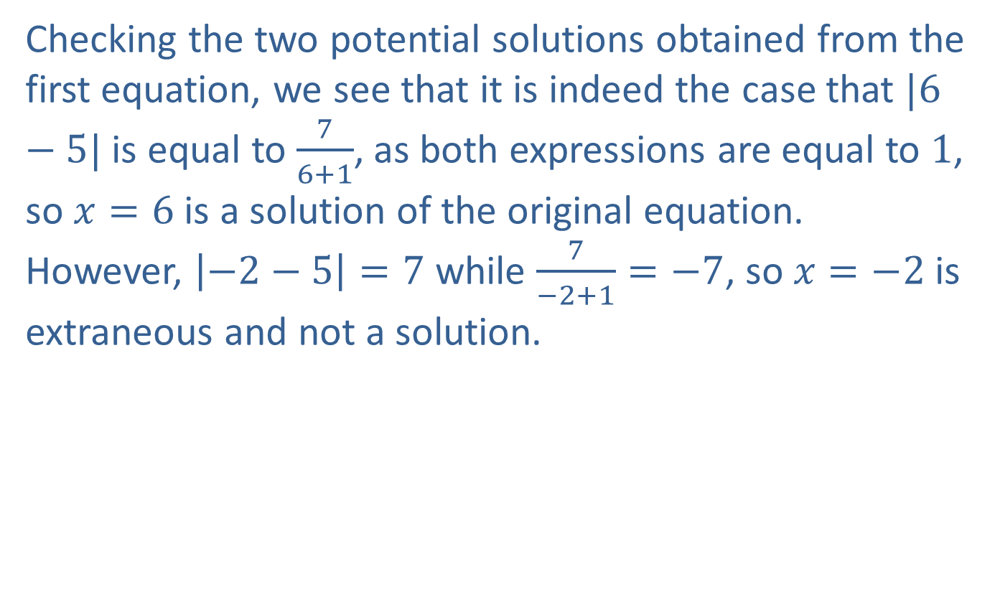 Checking the two potential solutions obtained from the
first equation, we see that it is indeed the case that |6
− 5| is equal to \frac{7}{6+1}, as both expressions are equal to 1,
so x = 6 is a solution of the original equation.
However, |−2 − 5| = 7 while \frac{7}{−2+1} = −7, so x = −2 is
extraneous and not a solution.